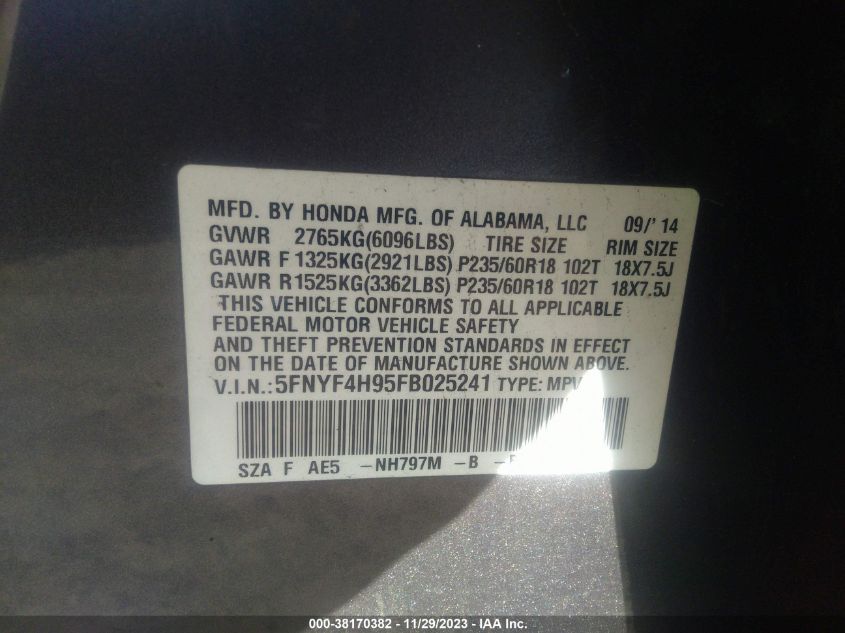 MFD. BY HONDA MFG. OF ALABAMA, LLC 09/' 14
GVWR 2765KG(6096LBS) TIRE SIZE RIM SIZE
GAWR F 1325KG(2921LBS) P235/60R18 102T 18X7.5J
GAWR R 1525KG(3362LBS) P235/60R18 102T 18X7.5J
THIS VEHICLE CONFORMS TO ALL APPLICABLE
FEDERAL MOTOR VEHICLE SAFETY
AND THEFT PREVENTION STANDARDS IN EFFECT
ON THE DATE OF MANUFACTURE SHOWN ABOVE.
V.I.N.:5FNYF4H95FB025241 TYPE: MPV
SZA F AE5 -NH797M -B -
000-38170382 - 11/29/2023 - IAA Inc.